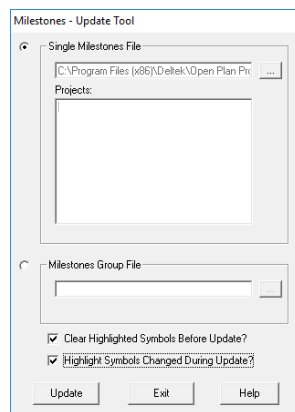 Milestones - Update Tool
Single Milestones File
C:\Program Files (x86)\Deltek\Open Plan Pro
...
Projects:
Milestones Group File
...
Clear Highlighted Symbols Before Update?
Highlight Symbols Changed During Update?
Update Exit Help